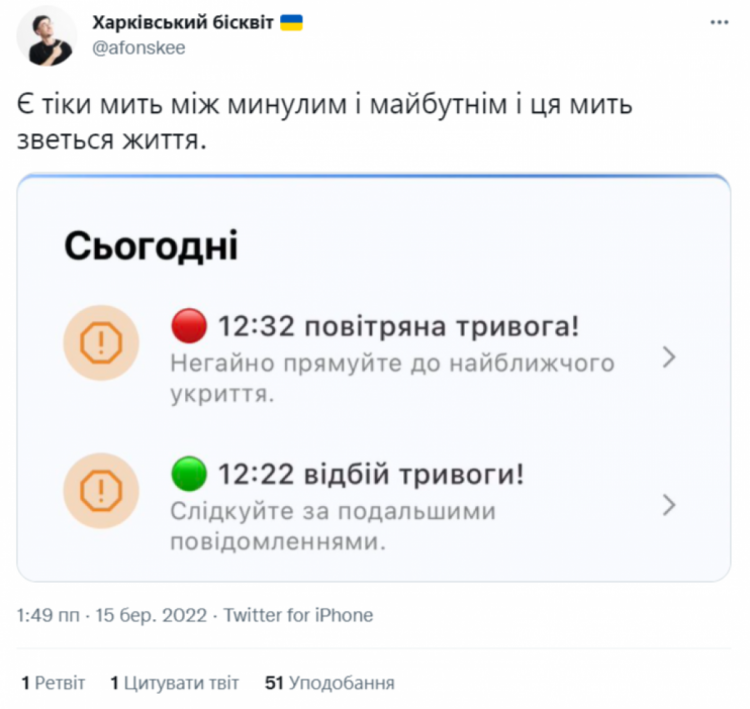 Харківський бісквіт 🇺🇦
@afonskee
Є тіки мить між минулим і майбутнім і ця мить
зветься життя.
Сьогодні
🔴 12:32 повітряна тривога!
Негайно прямуйте до найближчого
укриття.
🟢 12:22 відбій тривоги!
Слідкуйте за подальшими
повідомленнями.
1:49 пп · 15 бер. 2022 · Twitter for iPhone
1 Ретвіт 1 Цитувати твіт 51 Уподобання